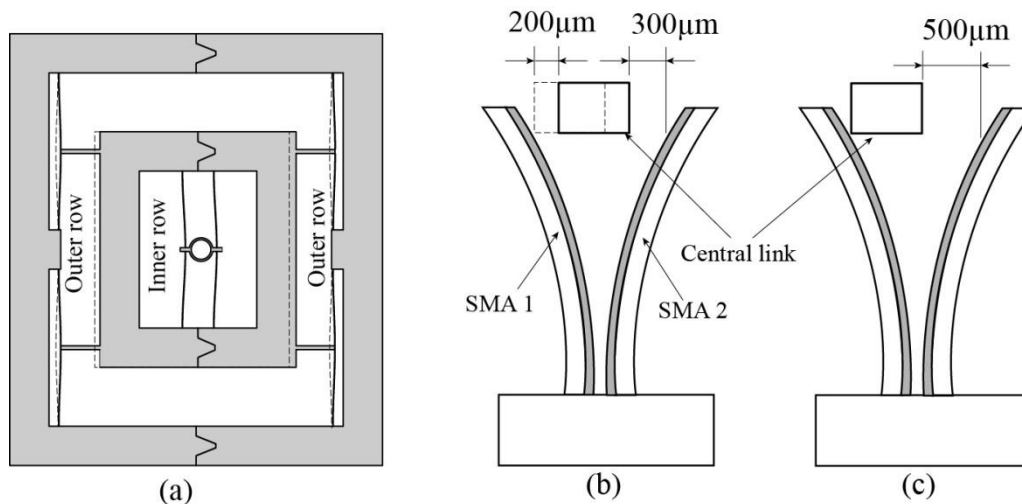 200µm
300µm
500µm
Outer row
Inner row
Outer row
Central link
SMA 1
SMA 2
(a)
(b)
(c)